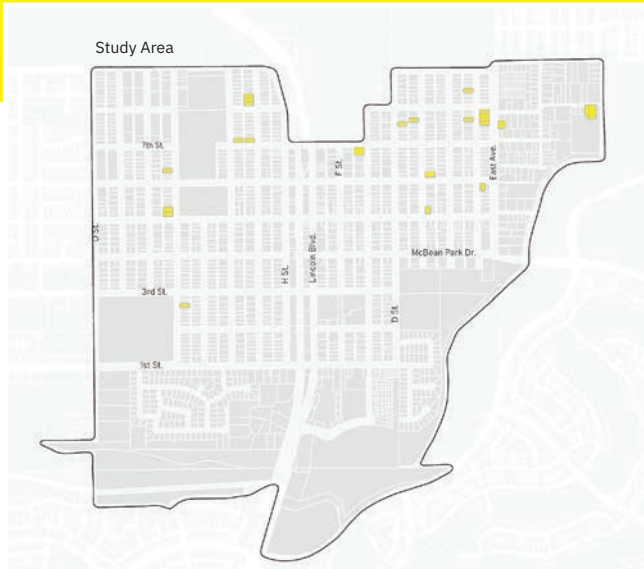 Study Area
7th St.
F St.
East Ave.
O St.
McBean Park Dr.
Lincoln Blvd.
H St.
3rd St.
D St.
1st St.